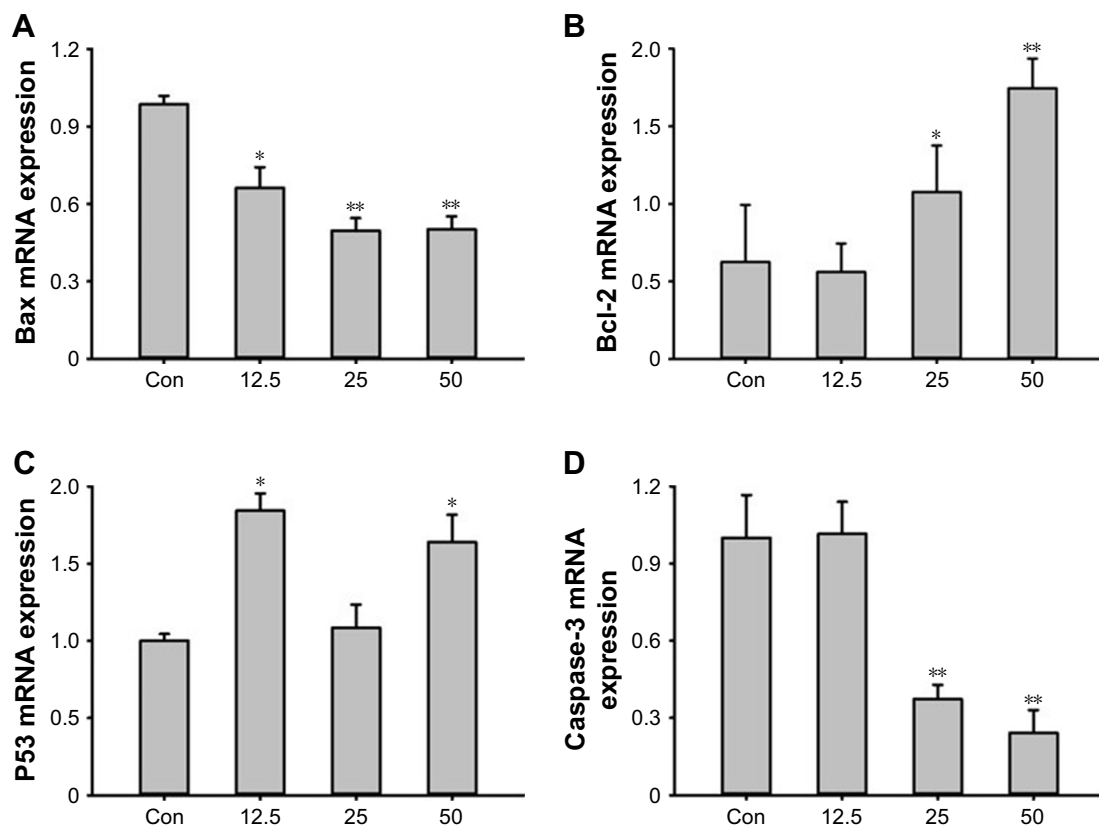 A
Bax mRNA expression
1.2
0.9
0.6
0.3
0
*
**
**
Con 12.5 25 50
B
Bcl-2 mRNA expression
2.0
1.5
1.0
0.5
0
*
**
Con 12.5 25 50
C
P53 mRNA expression
2.0
1.5
1.0
0.5
0
*
*
Con 12.5 25 50
D
Caspase-3 mRNA
expression
1.2
0.9
0.6
0.3
0
**
**
Con 12.5 25 50